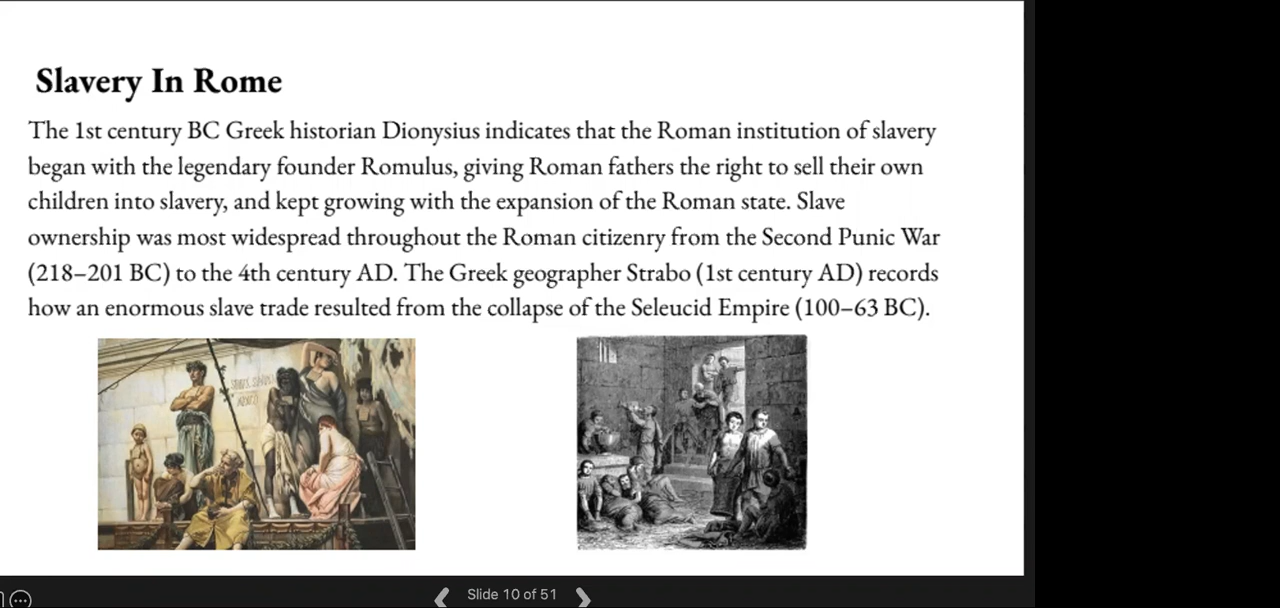 Slavery In Rome
The 1st century BC Greek historian Dionysius indicates that the Roman institution of slavery
began with the legendary founder Romulus, giving Roman fathers the right to sell their own
children into slavery, and kept growing with the expansion of the Roman state. Slave
ownership was most widespread throughout the Roman citizenry from the Second Punic War
(218–201 BC) to the 4th century AD. The Greek geographer Strabo (1st century AD) records
how an enormous slave trade resulted from the collapse of the Seleucid Empire (100–63 BC).
Slide 10 of 51